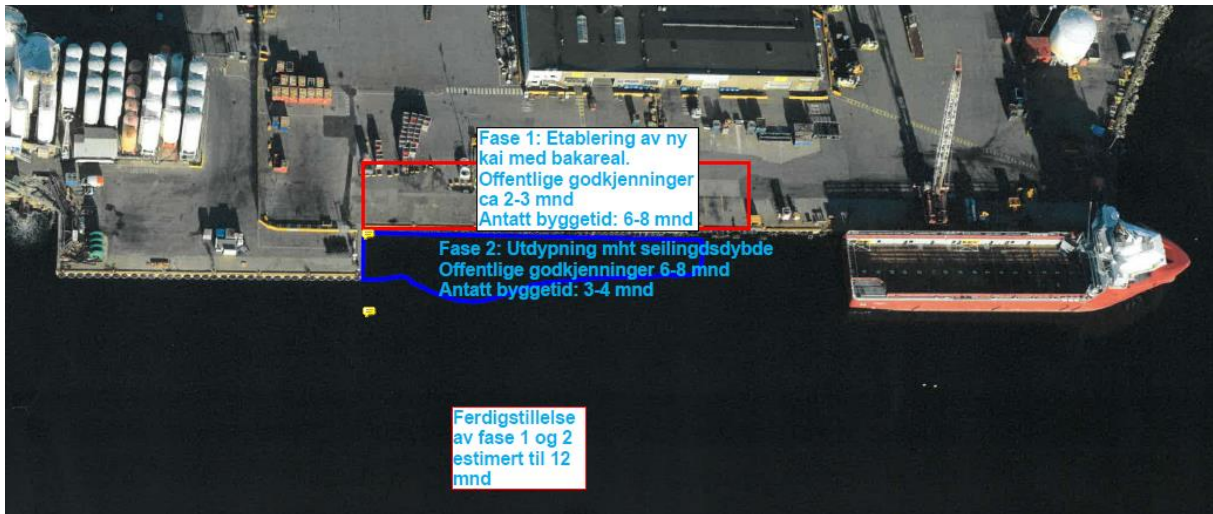 Fase 1: Etablering av ny
kai med bakareal.
Offentlige godkjenninger
ca 2-3 mnd
Antatt byggetid: 6-8 mnd
Fase 2: Utdypning mht seilingdsdybde
Offentlige godkjenninger 6-8 mnd
Antatt byggetid: 3-4 mnd
Ferdigstillelse
av fase 1 og 2
estimert til 12
mnd